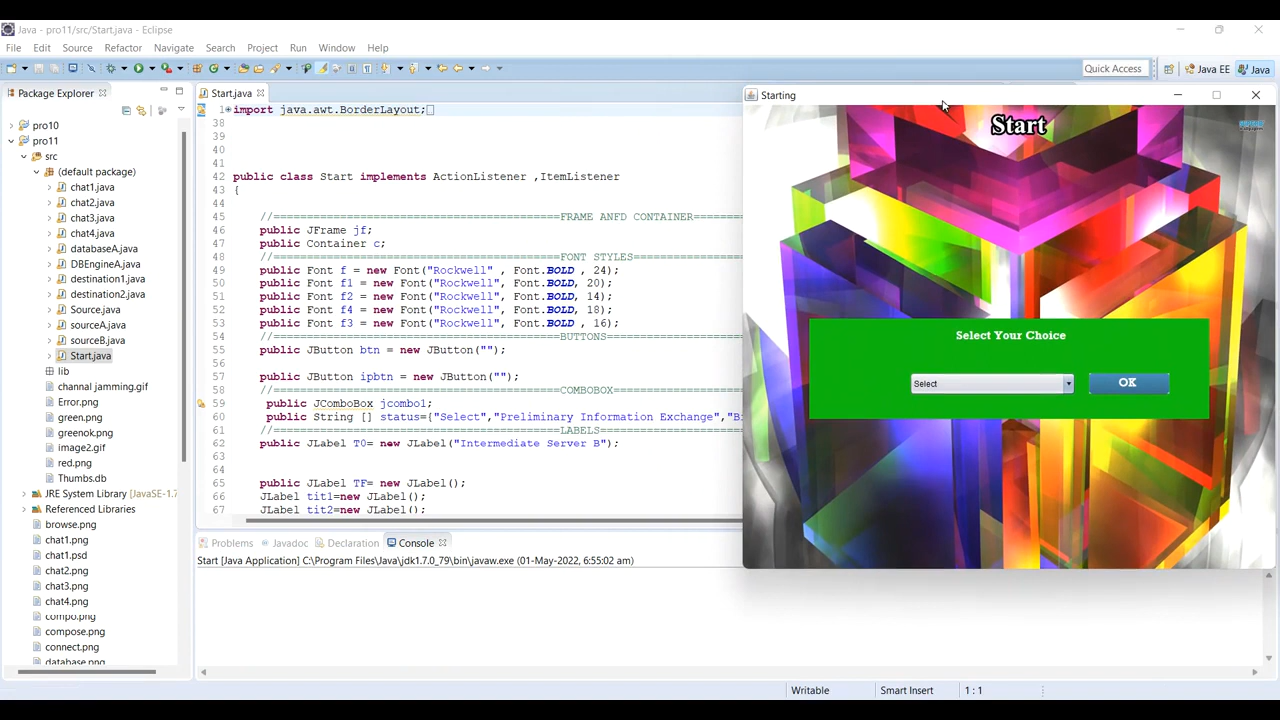 Java - pro11/src/Start.java - Eclipse
File Edit Source Refactor Navigate Search Project Run Window Help
Quick Access Java EE Java
Package Explorer
pro10
pro11
src
(default package)
chat1.java
chat2.java
chat3.java
chat4.java
databaseA.java
DBEngineA.java
destination1.java
destination2.java
Source.java
sourceA.java
sourceB.java
Start.java
lib
channal jamming.gif
Error.png
green.png
greenok.png
image2.gif
red.png
Thumbs.db
JRE System Library [JavaSE-1.7
Referenced Libraries
browse.png
chat1.png
chat1.psd
chat2.png
chat3.png
chat4.png
compo.png
compose.png
connect.png
database.png
Start.java
1 import java.awt.BorderLayout;
38
39
40
41
42 public class Start implements ActionListener ,ItemListener
43 {
44
45 //===========================================FRAME ANFD CONTAINER=======
46 public JFrame jf;
47 public Container c;
48 //===========================================FONT STYLES================
49 public Font f = new Font("Rockwell" , Font.BOLD , 24);
50 public Font f1 = new Font("Rockwell", Font.BOLD, 20);
51 public Font f2 = new Font("Rockwell", Font.BOLD, 14);
52 public Font f4 = new Font("Rockwell", Font.BOLD, 18);
53 public Font f3 = new Font("Rockwell", Font.BOLD , 16);
54 //===========================================BUTTONS====================
55 public JButton btn = new JButton("");
56
57 public JButton ipbtn = new JButton("");
58 //===========================================COMBOBOX===================
59 public JComboBox jcombo1;
60 public String [] status={"Select","Preliminary Information Exchange","Bi
61 //===========================================LABELS=====================
62 public JLabel T0= new JLabel("Intermediate Server B");
63
64
65 public JLabel TF= new JLabel();
66 JLabel tit1=new JLabel();
67 JLabel tit2=new JLabel();
Problems Javadoc Declaration Console
Start [Java Application] C:\Program Files\Java\jdk1.7.0_79\bin\javaw.exe (01-May-2022, 6:55:02 am)
Starting
Start
Select Your Choice
Select OK
Writable Smart Insert 1 : 1